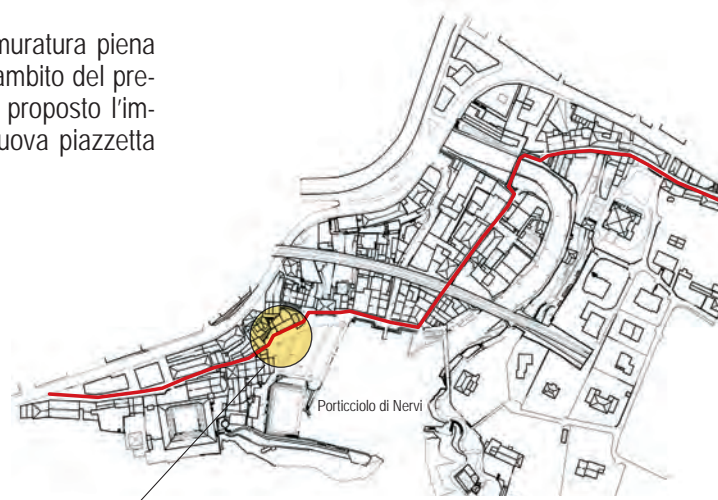 muratura piena
ambito del pre-
proposto l'im-
uova piazzetta
Porticciolo di Nervi